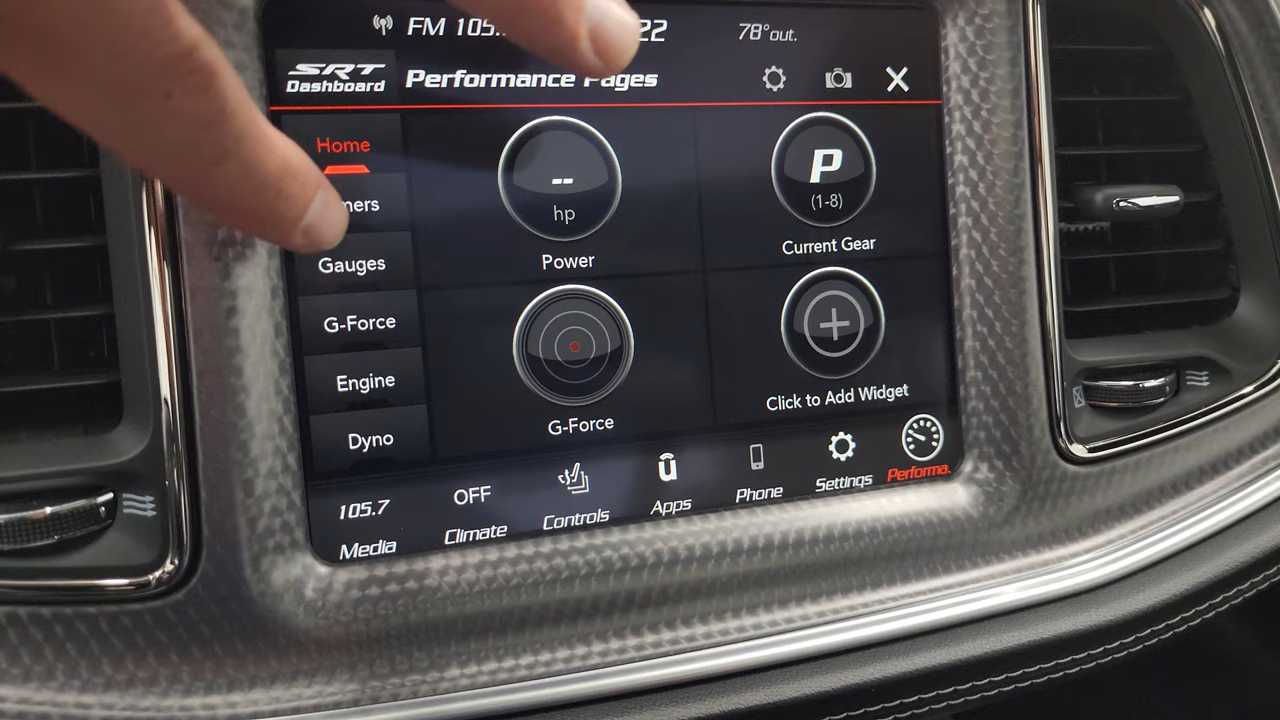 FM 105.
22
78°out.
SRT
Dashboard
Performance Pages
Home
mers
Gauges
G-Force
Engine
Dyno
--
hp
Power
P
(1-8)
Current Gear
G-Force
Click to Add Widget
105.7
Media
OFF
Climate
Controls
ū
Apps
Phone
Settings
Performa.